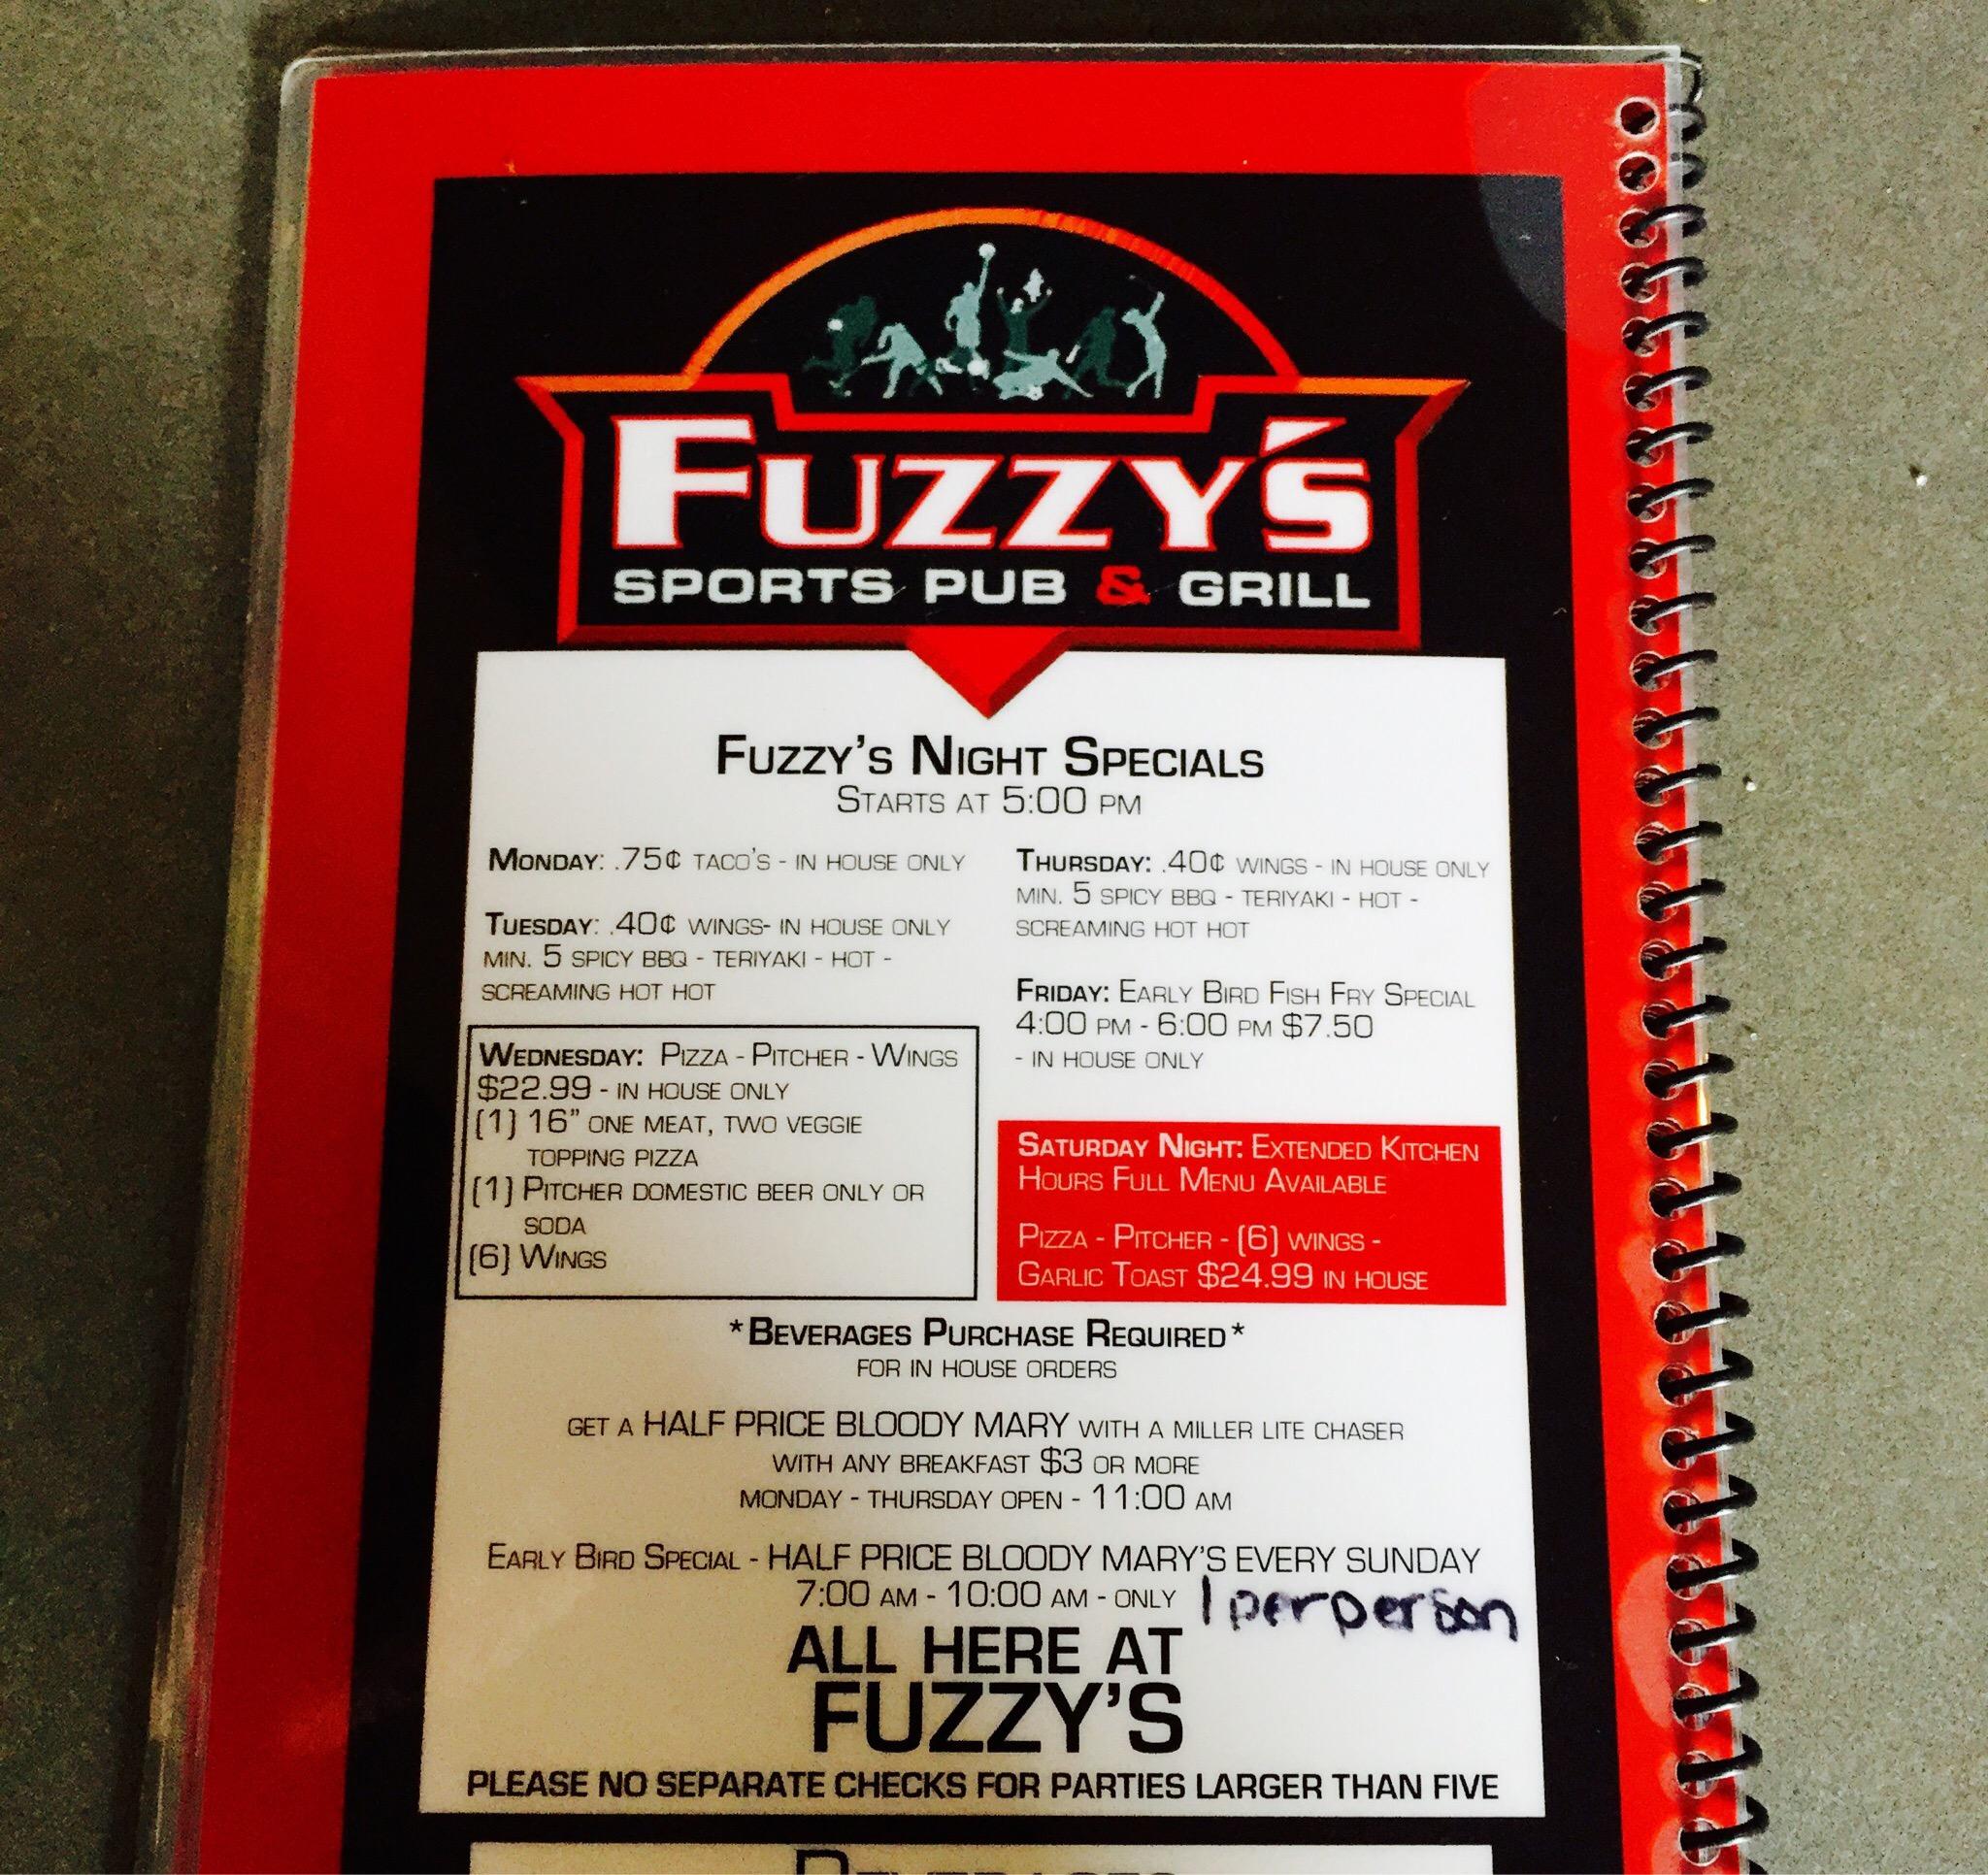 FUZZY'S
SPORTS PUB & GRILL
FUZZY'S NIGHT SPECIALS
STARTS AT 5:00 PM
MONDAY: .75¢ TACO'S - IN HOUSE ONLY
TUESDAY: .40¢ WINGS- IN HOUSE ONLY
MIN. 5 SPICY BBQ - TERIYAKI - HOT -
SCREAMING HOT HOT
WEDNESDAY: PIZZA - PITCHER - WINGS
$22.99 - IN HOUSE ONLY
(1) 16" ONE MEAT, TWO VEGGIE
TOPPING PIZZA
(1) PITCHER DOMESTIC BEER ONLY OR
SODA
(6) WINGS
THURSDAY: .40¢ WINGS - IN HOUSE ONLY
MIN. 5 SPICY BBQ - TERIYAKI - HOT -
SCREAMING HOT HOT
FRIDAY: EARLY BIRD FISH FRY SPECIAL
4:00 PM - 6:00 PM $7.50
- IN HOUSE ONLY
SATURDAY NIGHT: EXTENDED KITCHEN
HOURS FULL MENU AVAILABLE
PIZZA - PITCHER - (6) WINGS -
GARLIC TOAST $24.99 IN HOUSE
*BEVERAGES PURCHASE REQUIRED*
FOR IN HOUSE ORDERS
GET A HALF PRICE BLOODY MARY WITH A MILLER LITE CHASER
WITH ANY BREAKFAST $3 OR MORE
MONDAY - THURSDAY OPEN - 11:00 AM
EARLY BIRD SPECIAL - HALF PRICE BLOODY MARY'S EVERY SUNDAY
7:00 AM - 10:00 AM - ONLY 1 per person
ALL HERE AT
FUZZY'S
PLEASE NO SEPARATE CHECKS FOR PARTIES LARGER THAN FIVE
BEVERAGES